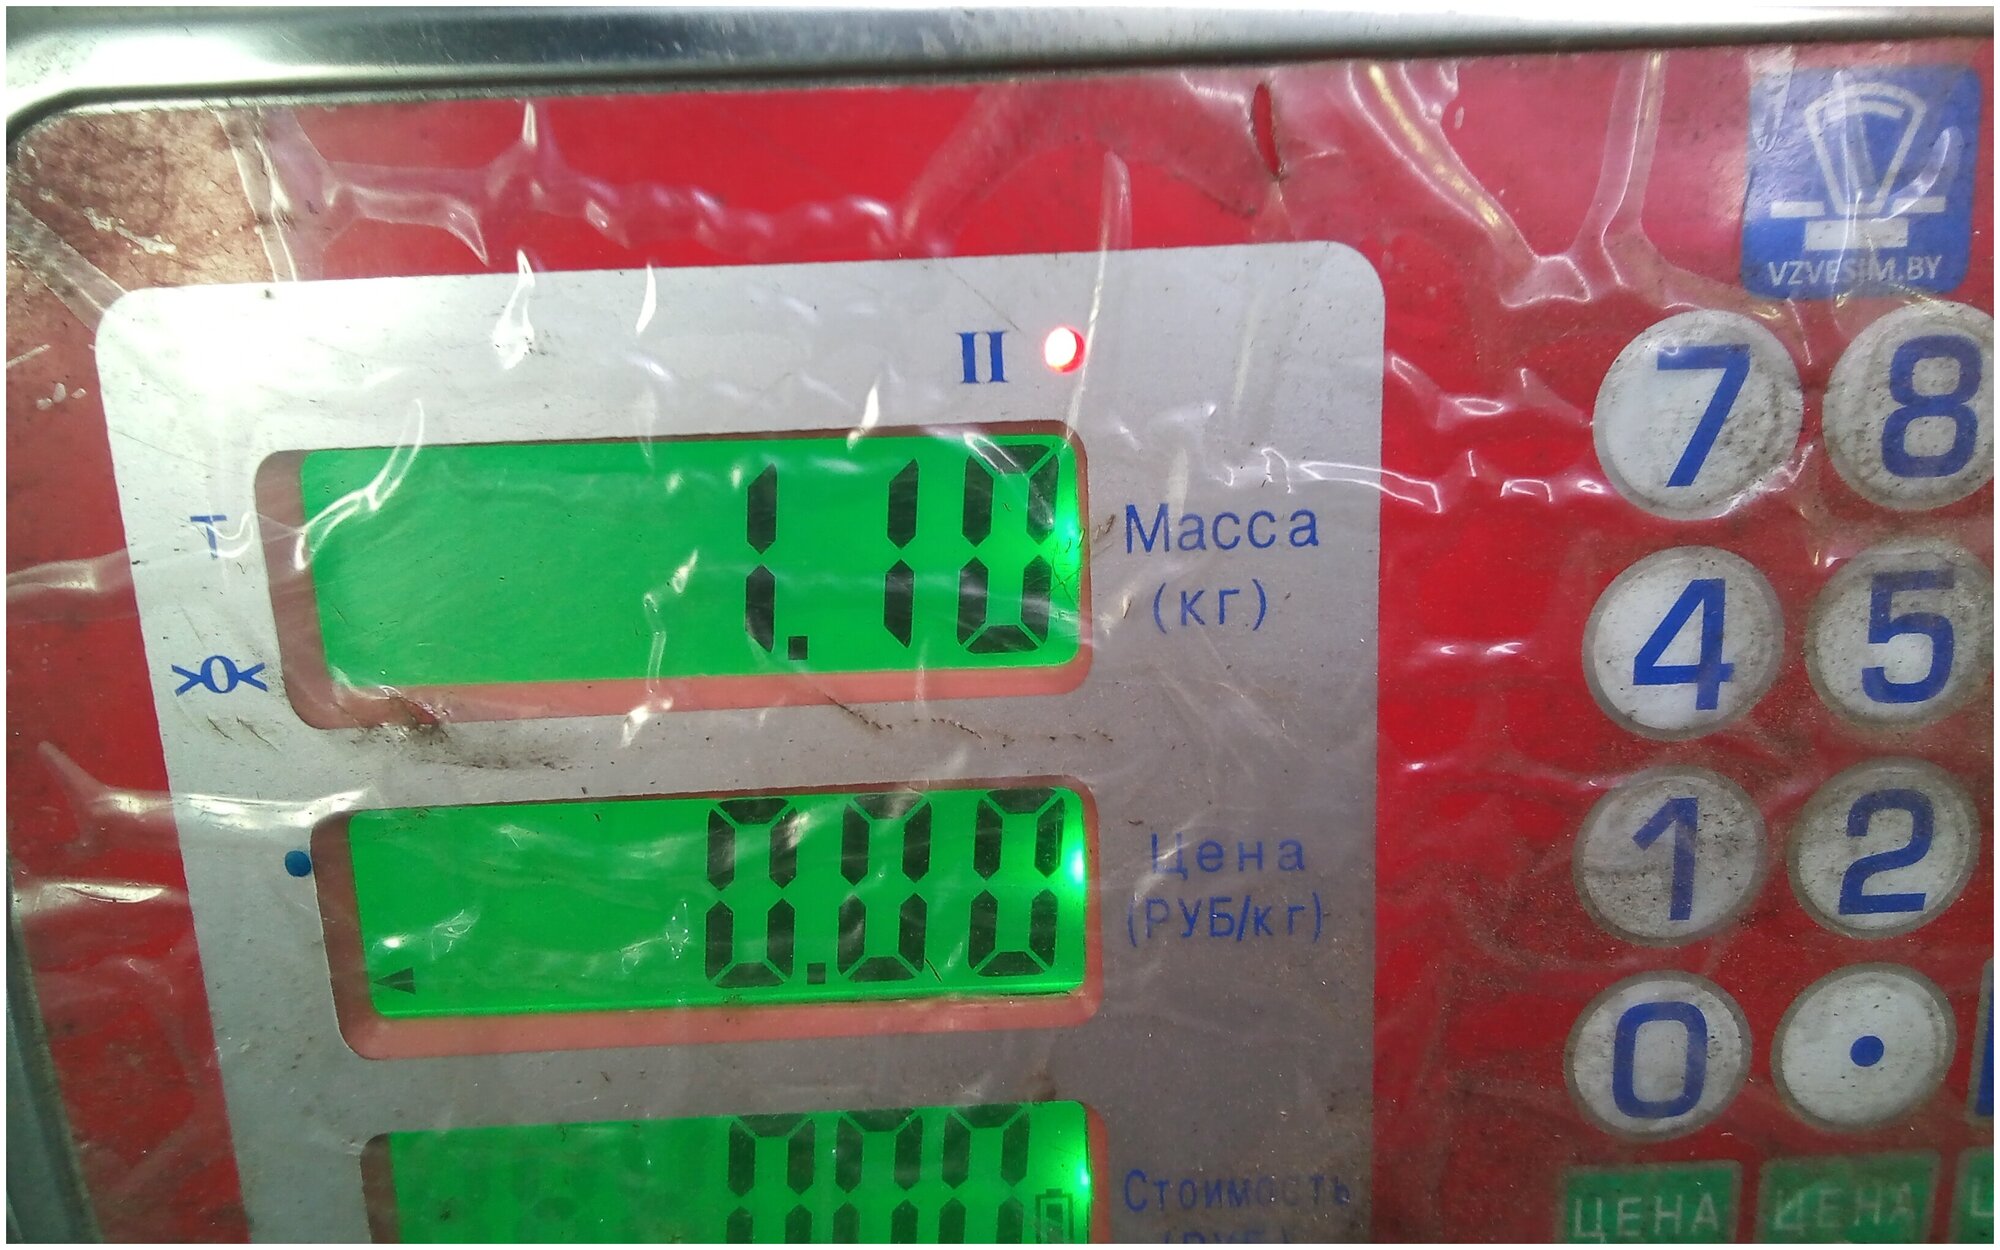 VZVESIM.BY
П
1.10
Масса
(кг)
Т
>0<
0.00
Цена
(РУБ/кг)
Стоимость
7 8
4 5
1 2
0 .
ЦЕНА ЦЕНА